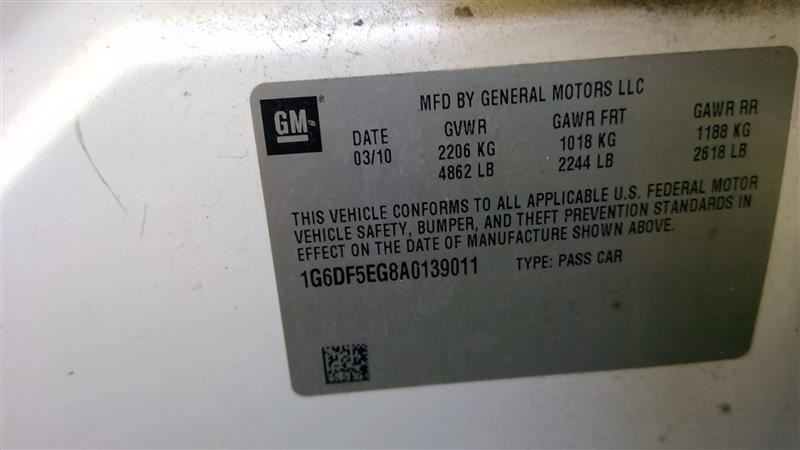 MFD BY GENERAL MOTORS LLC
GM
DATE GVWR GAWR FRT GAWR RR
03/10 2206 KG 1018 KG 1188 KG
4862 LB 2244 LB 2618 LB
THIS VEHICLE CONFORMS TO ALL APPLICABLE U.S. FEDERAL MOTOR
VEHICLE SAFETY, BUMPER, AND THEFT PREVENTION STANDARDS IN
EFFECT ON THE DATE OF MANUFACTURE SHOWN ABOVE.
1G6DF5EG8A0139011 TYPE: PASS CAR